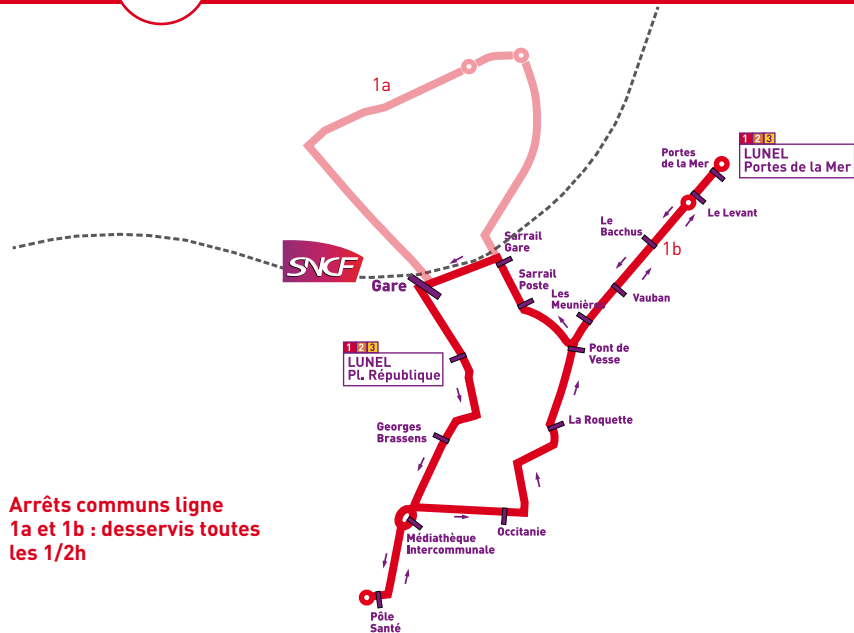 1a
1 2 3
LUNEL
Portes de la Mer
Portes
de la Mer
Le Levant
Le
Bacchus
1b
Sarrail
Gare
SNCF
Gare
Sarrail
Poste
Les
Meunières
Vauban
Pont de
Vesse
1 2 3
LUNEL
Pl. République
Georges
Brassens
La Roquette
Arrêts communs ligne
1a et 1b : desservis toutes
les 1/2h
Médiathèque
Intercommunale
Occitanie
Pôle
Santé